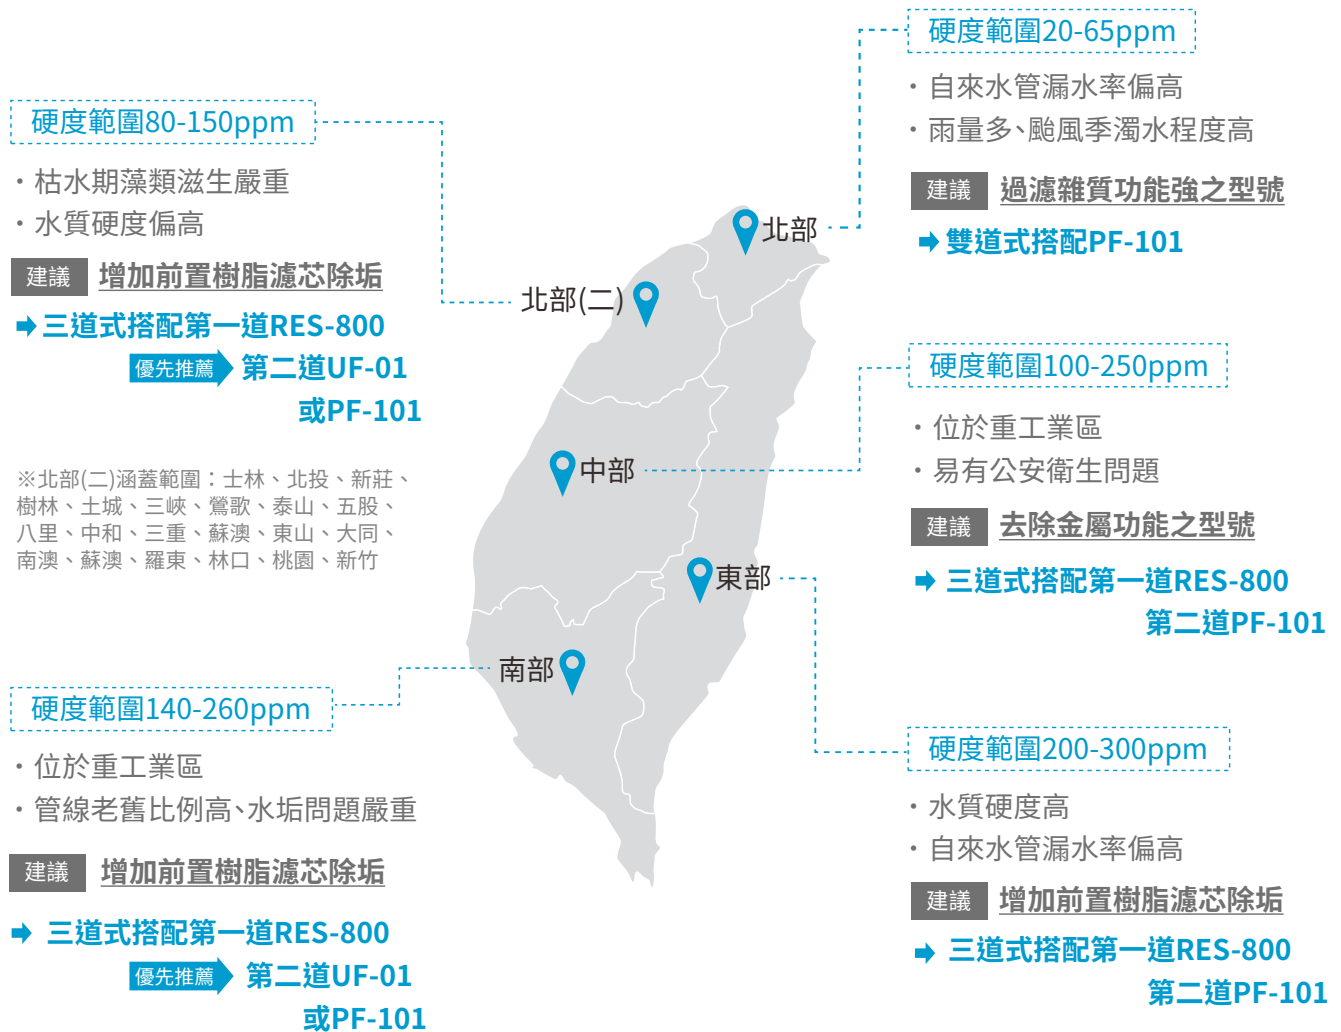 硬度範圍20-65ppm
・自來水管漏水率偏高
・雨量多、颱風季濁水程度高
建議 過濾雜質功能強之型號
雙道式搭配PF-101
北部
硬度範圍80-150ppm
・枯水期藻類滋生嚴重
・水質硬度偏高
建議 增加前置樹脂濾芯除垢
三道式搭配第一道RES-800
優先推薦 第二道UF-01
或PF-101
北部(二)
※北部(二)涵蓋範圍：士林、北投、新莊、
樹林、土城、三峽、鶯歌、泰山、五股、
八里、中和、三重、蘇澳、東山、大同、
南澳、蘇澳、羅東、林口、桃園、新竹
硬度範圍100-250ppm
・位於重工業區
・易有公安衛生問題
建議 去除金屬功能之型號
三道式搭配第一道RES-800
第二道PF-101
中部
東部
南部
硬度範圍140-260ppm
・位於重工業區
・管線老舊比例高、水垢問題嚴重
建議 增加前置樹脂濾芯除垢
三道式搭配第一道RES-800
優先推薦 第二道UF-01
或PF-101
硬度範圍200-300ppm
・水質硬度高
・自來水管漏水率偏高
建議 增加前置樹脂濾芯除垢
三道式搭配第一道RES-800
第二道PF-101